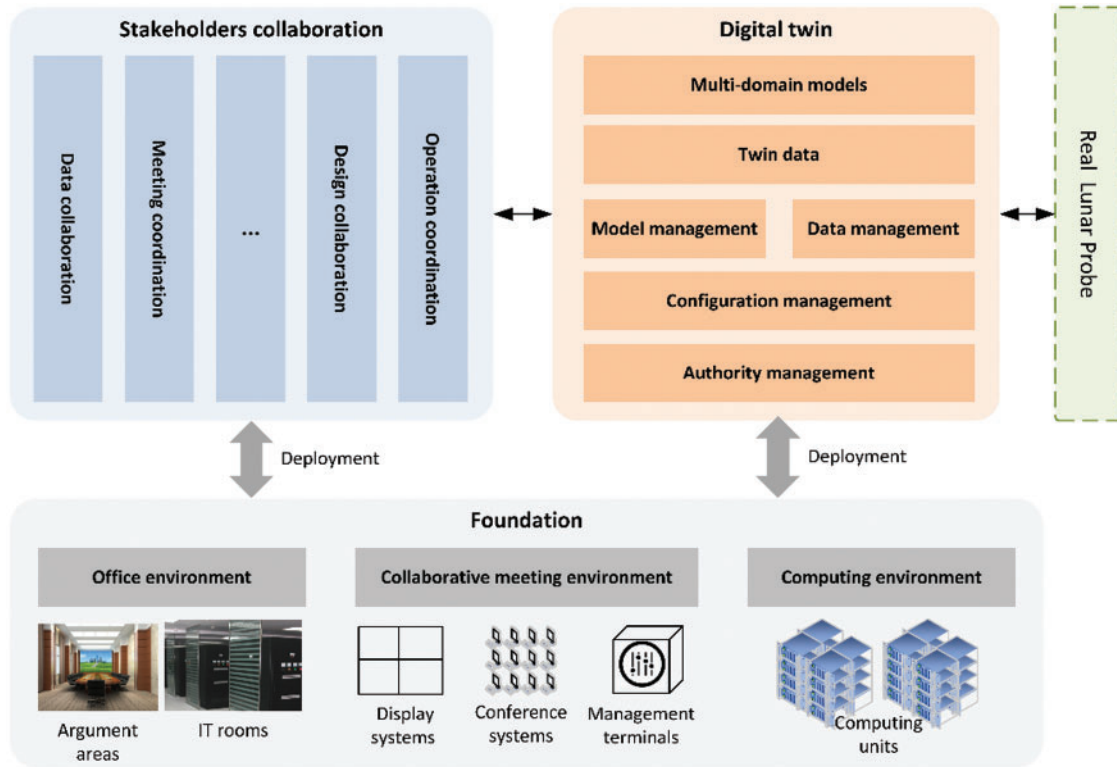 Stakeholders collaboration
Data collaboration
Meeting coordination
...
Design collaboration
Operation coordination
Digital twin
Multi-domain models
Twin data
Model management
Data management
Configuration management
Authority management
Real Lunar Probe
Deployment
Deployment
Foundation
Office environment
Collaborative meeting environment
Computing environment
Argument
areas
IT rooms
Display
systems
Conference
systems
Management
terminals
Computing
units